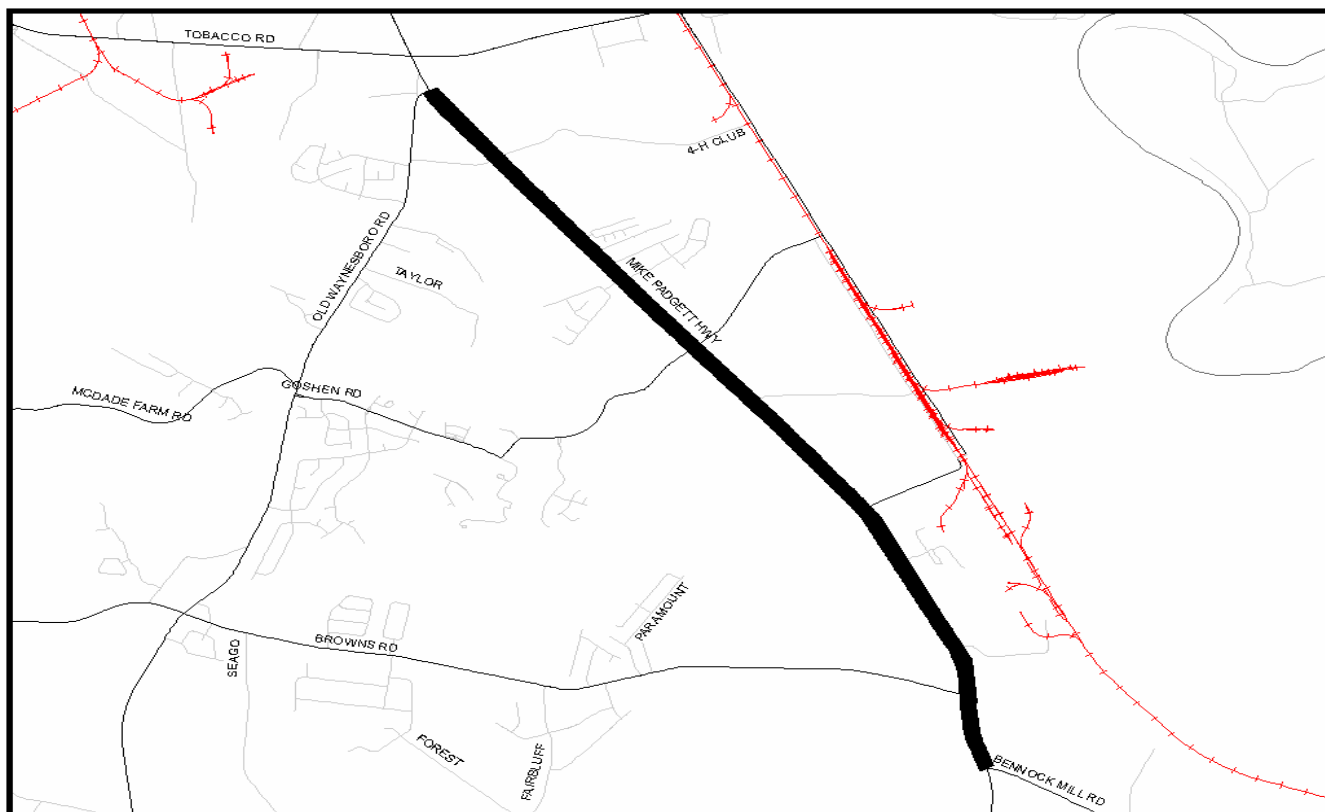 TOBACCO RD
4-H CLUB
OLD WAYNESBORO RD
TAYLOR
MIKE PADGETT HWY
GOSHEN RD
MCDADE FARM RD
PARAMOUNT
BROWNS RD
SEAGO
FOREST
FAIRBLUFF
BENNOCK MILL RD